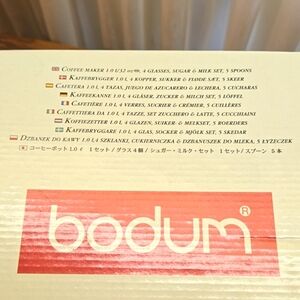 COFFEE MAKER 1.0 l/32 oz, 4 GLASSES, SUGAR & MILK SET, 5 SPOONS
KAFFEBRYGGER 1.0 l, 4 KOPPER, SUKKER & FLØDE SÆT, 5 SKEER
CAFETERA 1.0 l, 4 TAZAS, JUEGO DE AZUCARERO & LECHERA, 5 CUCHARAS
KAFFEEKANNE 1.0 l, 4 GLÄSER, ZUCKER & MILCH SET, 5 LÖFFEL
CAFETIÈRE 1.0 l, 4 VERRES, SUCRIER & CRÉMIER, 5 CUILLÈRES
CAFFETTIERA DA 1.0 l, 4 TAZZE, SET ZUCCHERO & LATTE, 5 CUCCHIAINI
KOFFIEZETTER 1.0 l, 4 GLAZEN, SUIKER- & MELKSET, 5 ROERDERS
KAFFEBRYGGARE 1.0 l, 4 GLAS, SOCKER & MJÖLK SET, 5 SKEDAR
DZBANEK DO KAWY 1.0 l, 4 SZKLANKI, CUKIERNICZKA & DZBANUSZEK DO MLEKA, 5 ŁYŻECZEK
コーヒーポット 1.0 ℓ 1セット / グラス 4個 / シュガー・ミルク・セット 1セット / スプーン 5本
bodum®